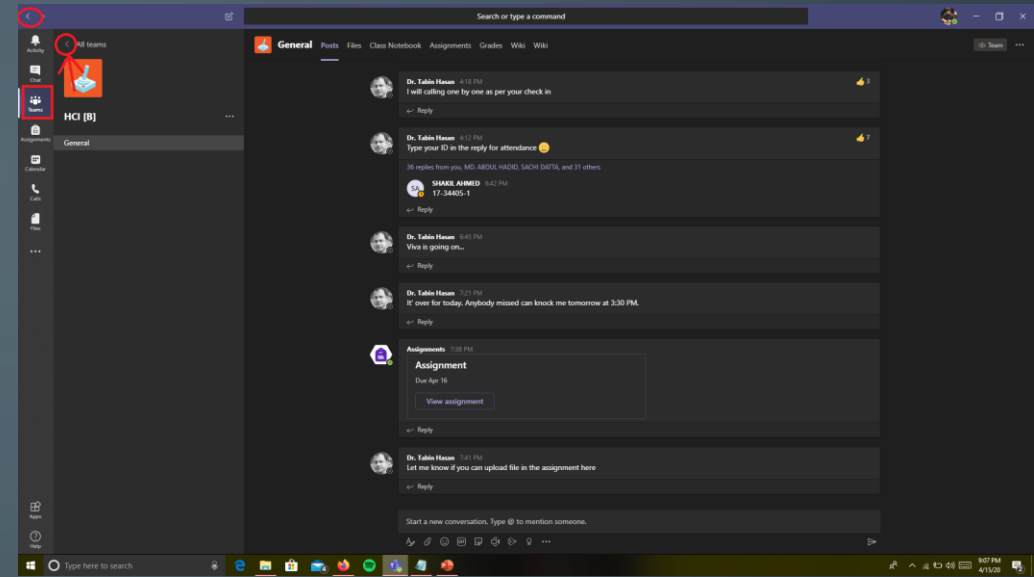 Search or type a command
Activity
Chat
Teams
Assignments
Calendar
Calls
Files
Apps
Help
All teams
HCI [B]
General
General Posts Files Class Notebook Assignments Grades Wiki Wiki
Team
Dr. Tabin Hasan 4:18 PM
I will calling one by one as per your check in
3
Reply
Dr. Tabin Hasan 6:12 PM
Type your ID in the reply for attendance
7
36 replies from you, MD. ABDUL HADID, SACHI DATTA, and 31 others
SA
SHAKIL AHMED 6:42 PM
17-34405-1
Reply
Dr. Tabin Hasan 6:45 PM
Viva is going on...
Reply
Dr. Tabin Hasan 7:21 PM
It' over for today. Anybody missed can knock me tomorrow at 3:30 PM.
Reply
Assignments 7:38 PM
Assignment
Due Apr 16
View assignment
Reply
Dr. Tabin Hasan 7:41 PM
Let me know if you can upload file in the assignment here
Reply
Start a new conversation. Type @ to mention someone.
Type here to search
9:07 PM
4/15/20